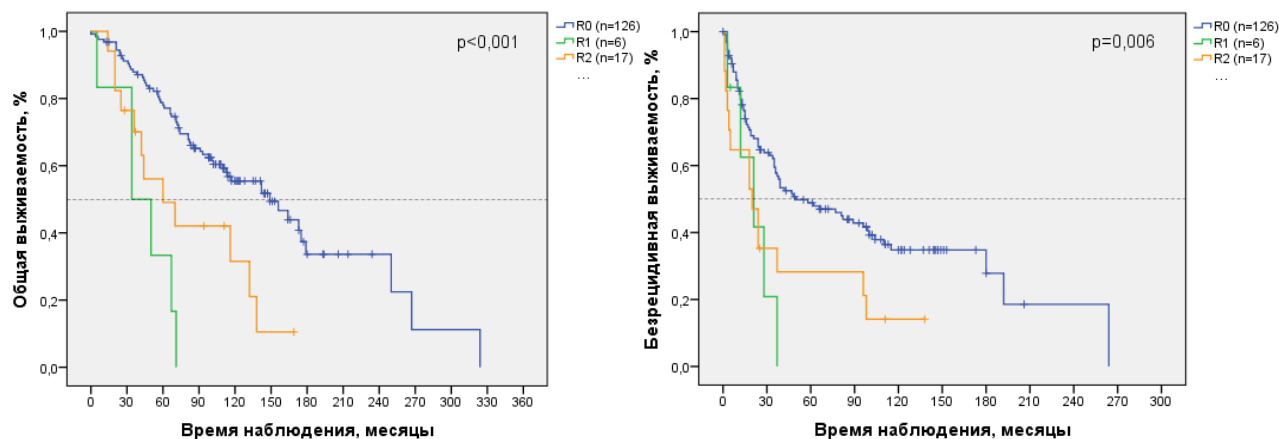 Общая выживаемость, %
1,0
0,8
0,6
0,4
0,2
0,0
0 30 60 90 120 150 180 210 240 270 300 330 360
Время наблюдения, месяцы
p<0,001
R0 (n=126)
R1 (n=6)
R2 (n=17)
...
Безрецидивная выживаемость, %
1,0
0,8
0,6
0,4
0,2
0,0
0 30 60 90 120 150 180 210 240 270 300
Время наблюдения, месяцы
p=0,006
R0 (n=126)
R1 (n=6)
R2 (n=17)
...